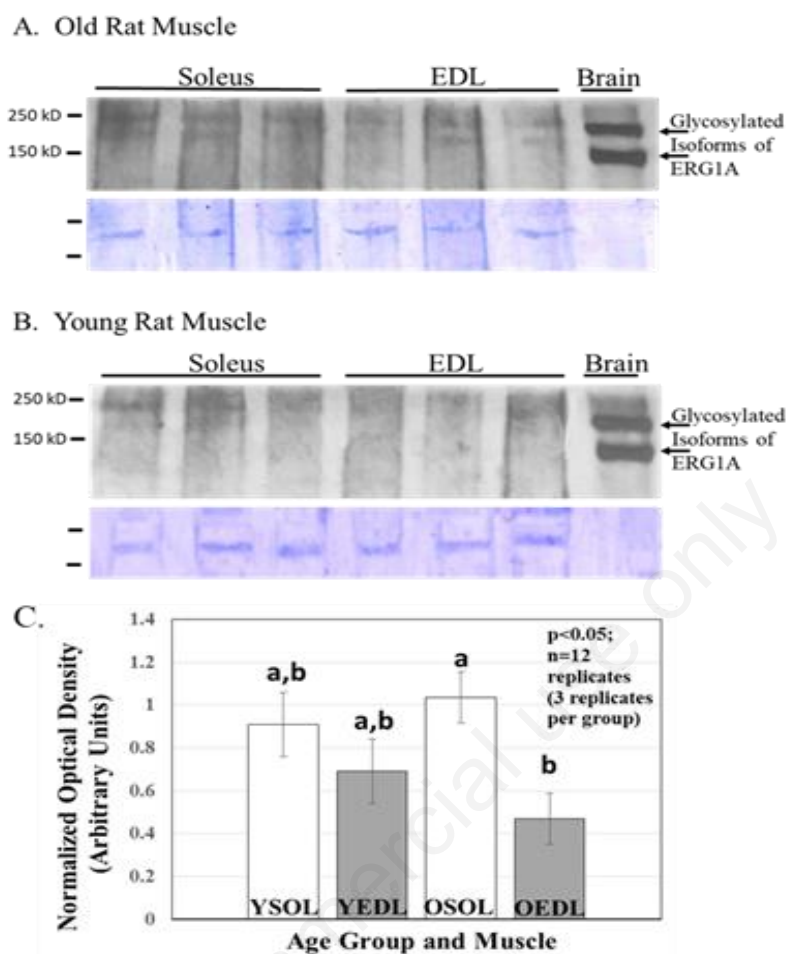 A. Old Rat Muscle
Soleus EDL Brain
250 kD
150 kD
Glycosylated
Isoforms of
ERG1A
B. Young Rat Muscle
Soleus EDL Brain
250 kD
150 kD
Glycosylated
Isoforms of
ERG1A
C.
Normalized Optical Density
(Arbitrary Units)
1.4
1.2
1
0.8
0.6
0.4
0.2
0
a,b
a,b
a
b
p<0.05;
n=12
replicates
(3 replicates
per group)
YSOL YEDL OSOL OEDL
Age Group and Muscle
mercial use only